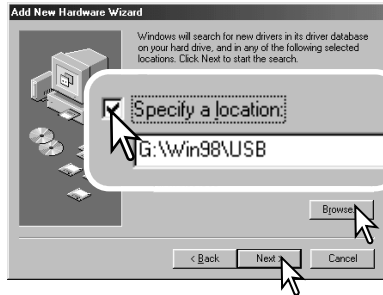 Add New Hardware Wizard
Windows will search for new drivers in its driver database
on your hard drive, and in any of the following selected
locations. Click Next to start the search.
Specify a location:
G:\Win98\USB
Browse...
< Back
Next >
Cancel